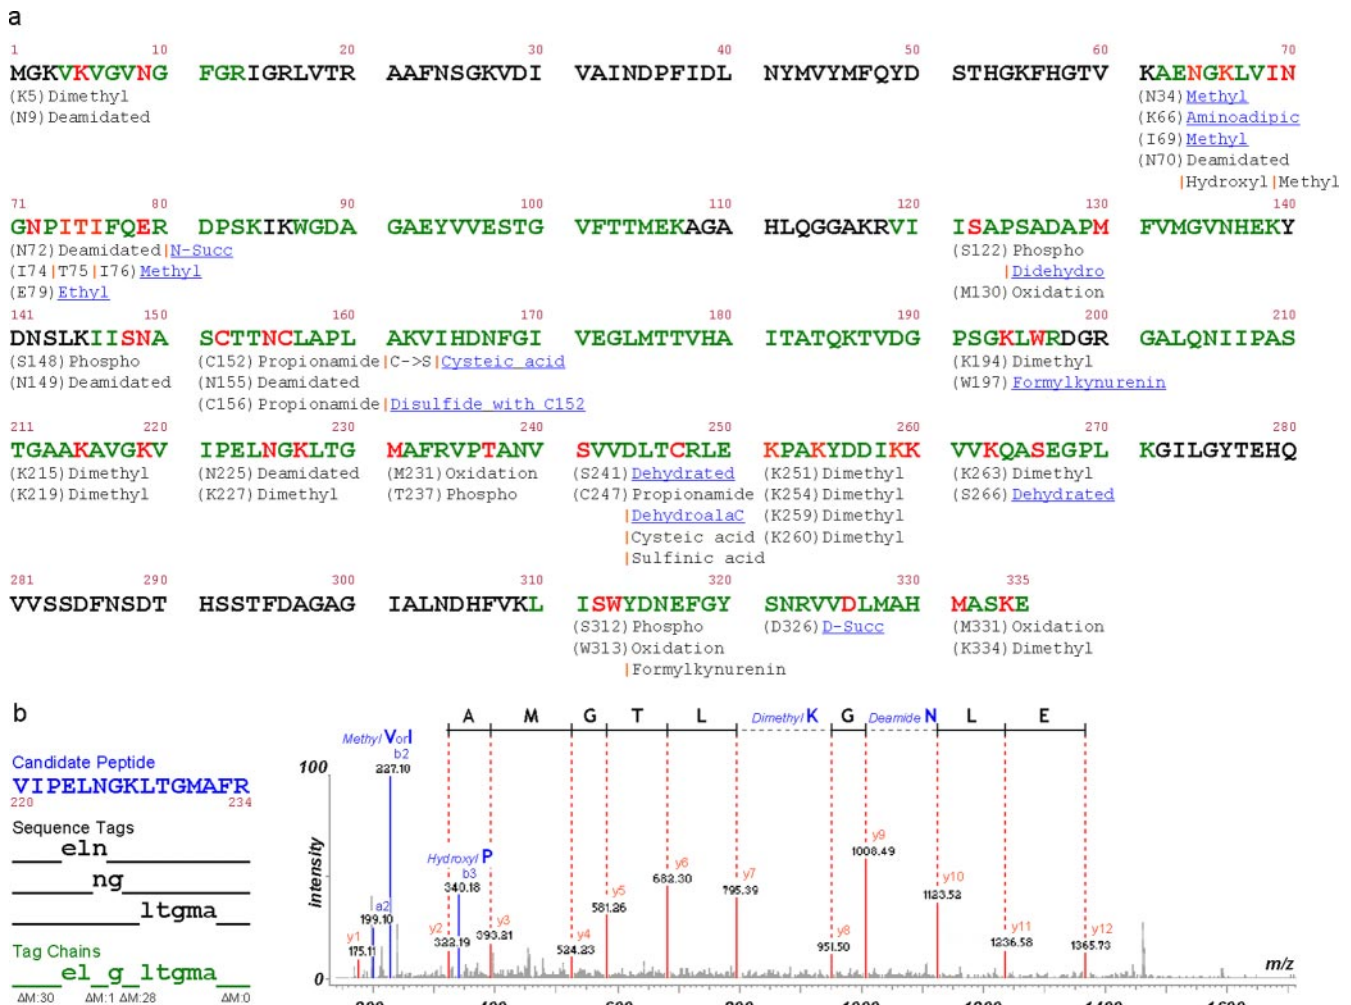 a
1 10 20 30 40 50 60 70
MGKVKVGVNG FGRIGRLVTR AAFNSGKVDI VAINDPFIDL NYMVYMFQYD STHGKFHGTV KAENGKLVIN
(K5)Dimethyl (N34)Methyl
(N9)Deamidated (K66)Aminoadipic
(I69)Methyl
(N70)Deamidated
|Hydroxyl|Methyl
71 80 90 100 110 120 130 140
GNPITIFQER DPSKIKWGDA GAEYVVESTG VFTTMEKAGA HLQGGAKRVI ISAPSADAPM FVMGVNHEKY
(N72)Deamidated|N-Succ (S122)Phospho
(I74|T75|I76)Methyl |Didehydro
(E79)Ethyl (M130)Oxidation
141 150 160 170 180 190 200 210
DNSLKIISNA SCTTNCLAPL AKVIHDNFGI VEGLMTTVHA ITATQKTVDG PSGKLWRDGR GALQNIIPAS
(S148)Phospho (C152)Propionamide|C->S|Cysteic acid (K194)Dimethyl
(N149)Deamidated (N155)Deamidated (W197)Formylkynurenin
(C156)Propionamide|Disulfide with C152
211 220 230 240 250 260 270 280
TGAAKAVGKV IPELNGKLTG MAFRVPTANV SVVDLTCRLE KPAKYDDIKK VVKQASEGPL KGILGYTEHQ
(K215)Dimethyl (N225)Deamidated (M231)Oxidation (S241)Dehydrated (K251)Dimethyl (K263)Dimethyl
(K219)Dimethyl (K227)Dimethyl (T237)Phospho (C247)Propionamide (K254)Dimethyl (S266)Dehydrated
|DehydroalaC (K259)Dimethyl
|Cysteic acid (K260)Dimethyl
|Sulfinic acid
281 290 300 310 320 330 335
VVSSDFNSDT HSSTFDAGAG IALNDHFVKL ISWYDNEFGY SNRVVDLMAH MASKE
(S312)Phospho (D326)D-Succ (M331)Oxidation
(W313)Oxidation (K334)Dimethyl
|Formylkynurenin
b
A M G T L Dimethyl K G Deamide N L E
Methyl VorI
b2
227.10
Candidate Peptide
VIPELNGKLTGMAFR
220 234
Sequence Tags
eln
ng
ltgma
Tag Chains
el g ltgma
ΔM:30 ΔM:1 ΔM:28 ΔM:0
100
intensity
0
y9
1008.49
Hydroxyl P
b3
340.18
y6
682.30
y7
795.39
y10
1123.52
y5
581.26
a2
199.10
y1
175.11
y2
322.19
y3
393.21
y4
524.23
y8
951.50
y11
1236.58
y12
1365.73
m/z
200 400 600 800 1000 1200 1400 1600